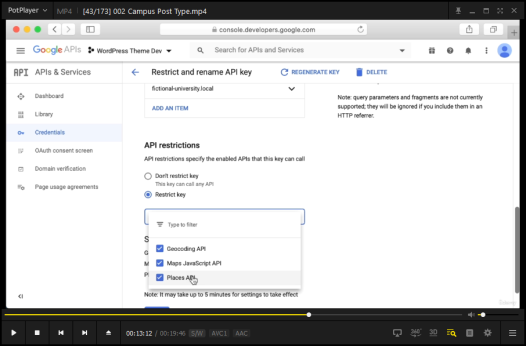 PotPlayer MP4 [43/173] 002 Campus Post Type.mp4
console.developers.google.com
Google APIs WordPress Theme Dev Search for APIs and Services
API APIs & Services
Restrict and rename API key REGENERATE KEY DELETE
Dashboard
Library
Credentials
OAuth consent screen
Domain verification
Page usage agreements
fictional-university.local
ADD AN ITEM
Note: query parameters and fragments are not currently
supported; they will be ignored if you include them in an
HTTP referrer.
API restrictions
API restrictions specify the enabled APIs that this key can call
Don't restrict key
This key can call any API
Restrict key
Type to filter
Geocoding API
Maps JavaScript API
Places API
Note: It may take up to 5 minutes for settings to take effect
00:13:12 / 00:19:46 S/W AVC1 AAC
360° 3D